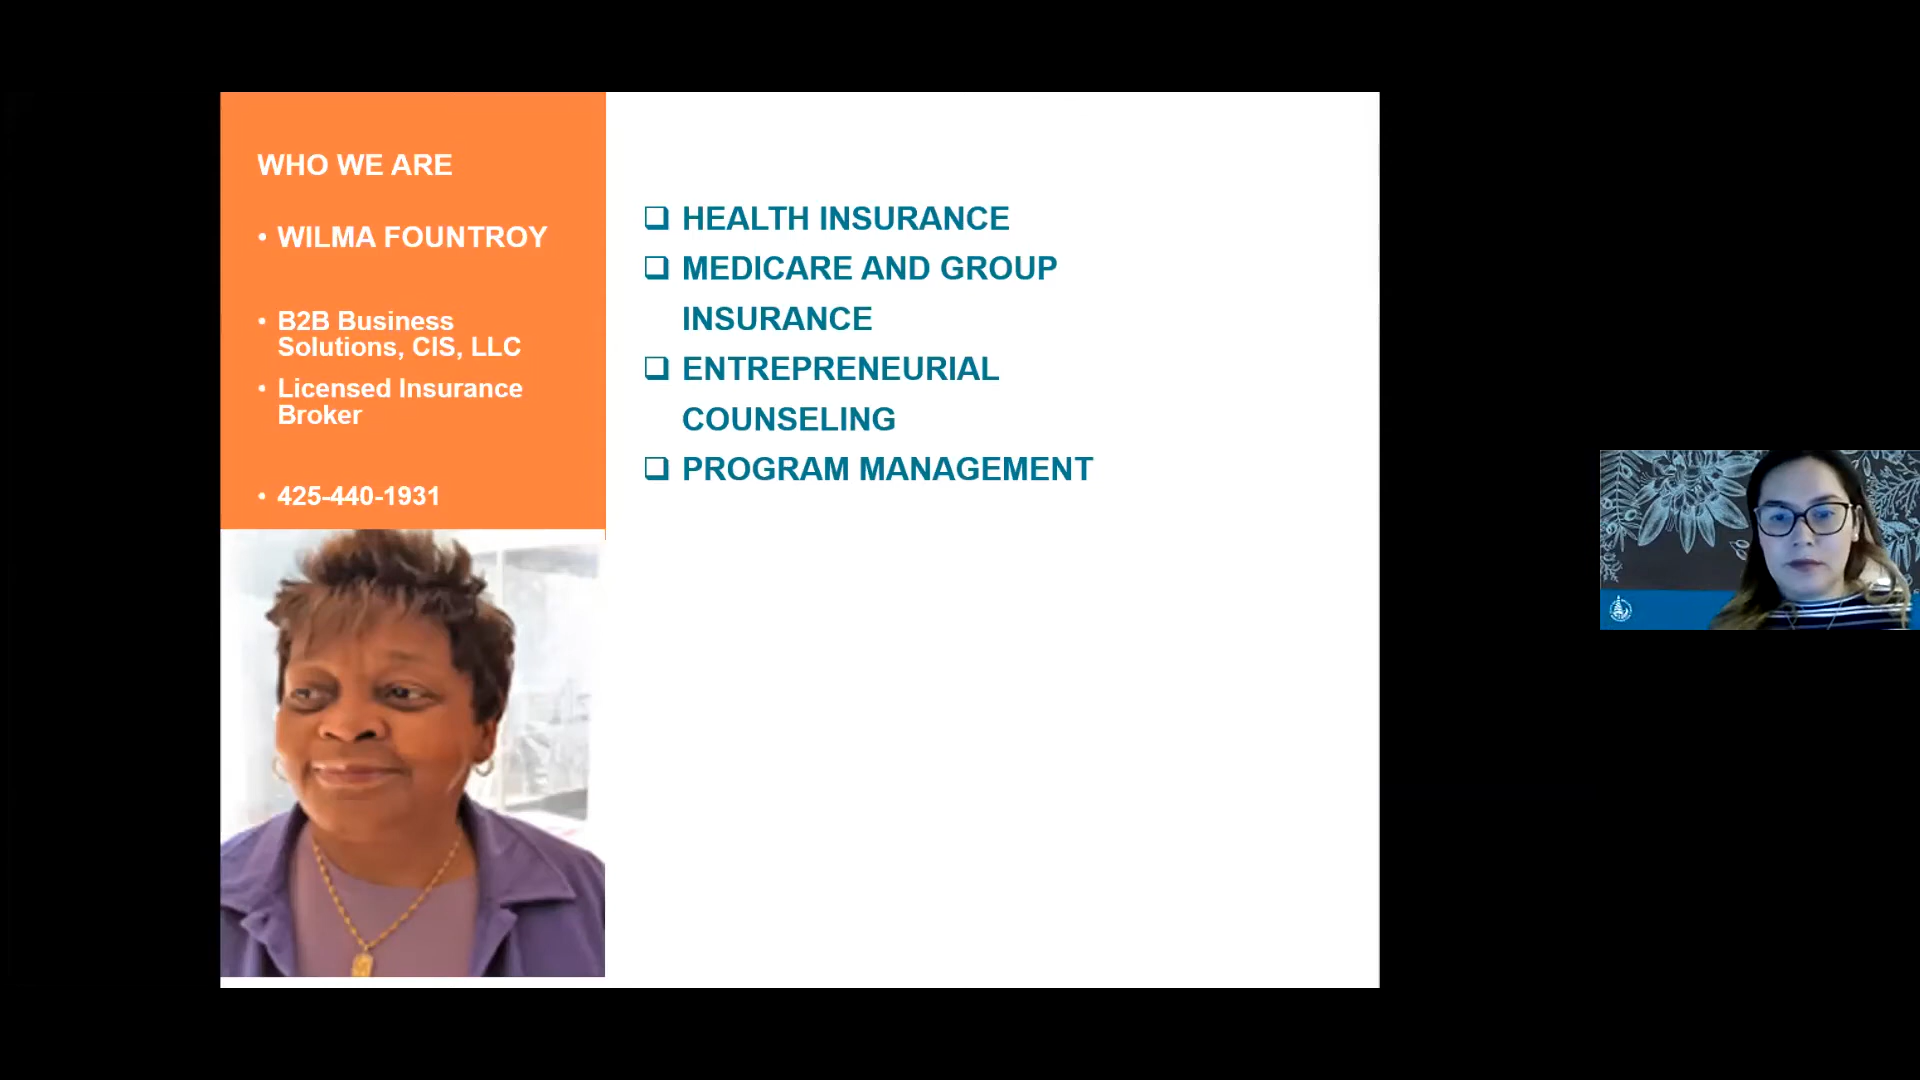 WHO WE ARE
• WILMA FOUNTROY
• B2B Business
Solutions, CIS, LLC
• Licensed Insurance
Broker
• 425-440-1931
❑ HEALTH INSURANCE
❑ MEDICARE AND GROUP
INSURANCE
❑ ENTREPRENEURIAL
COUNSELING
❑ PROGRAM MANAGEMENT